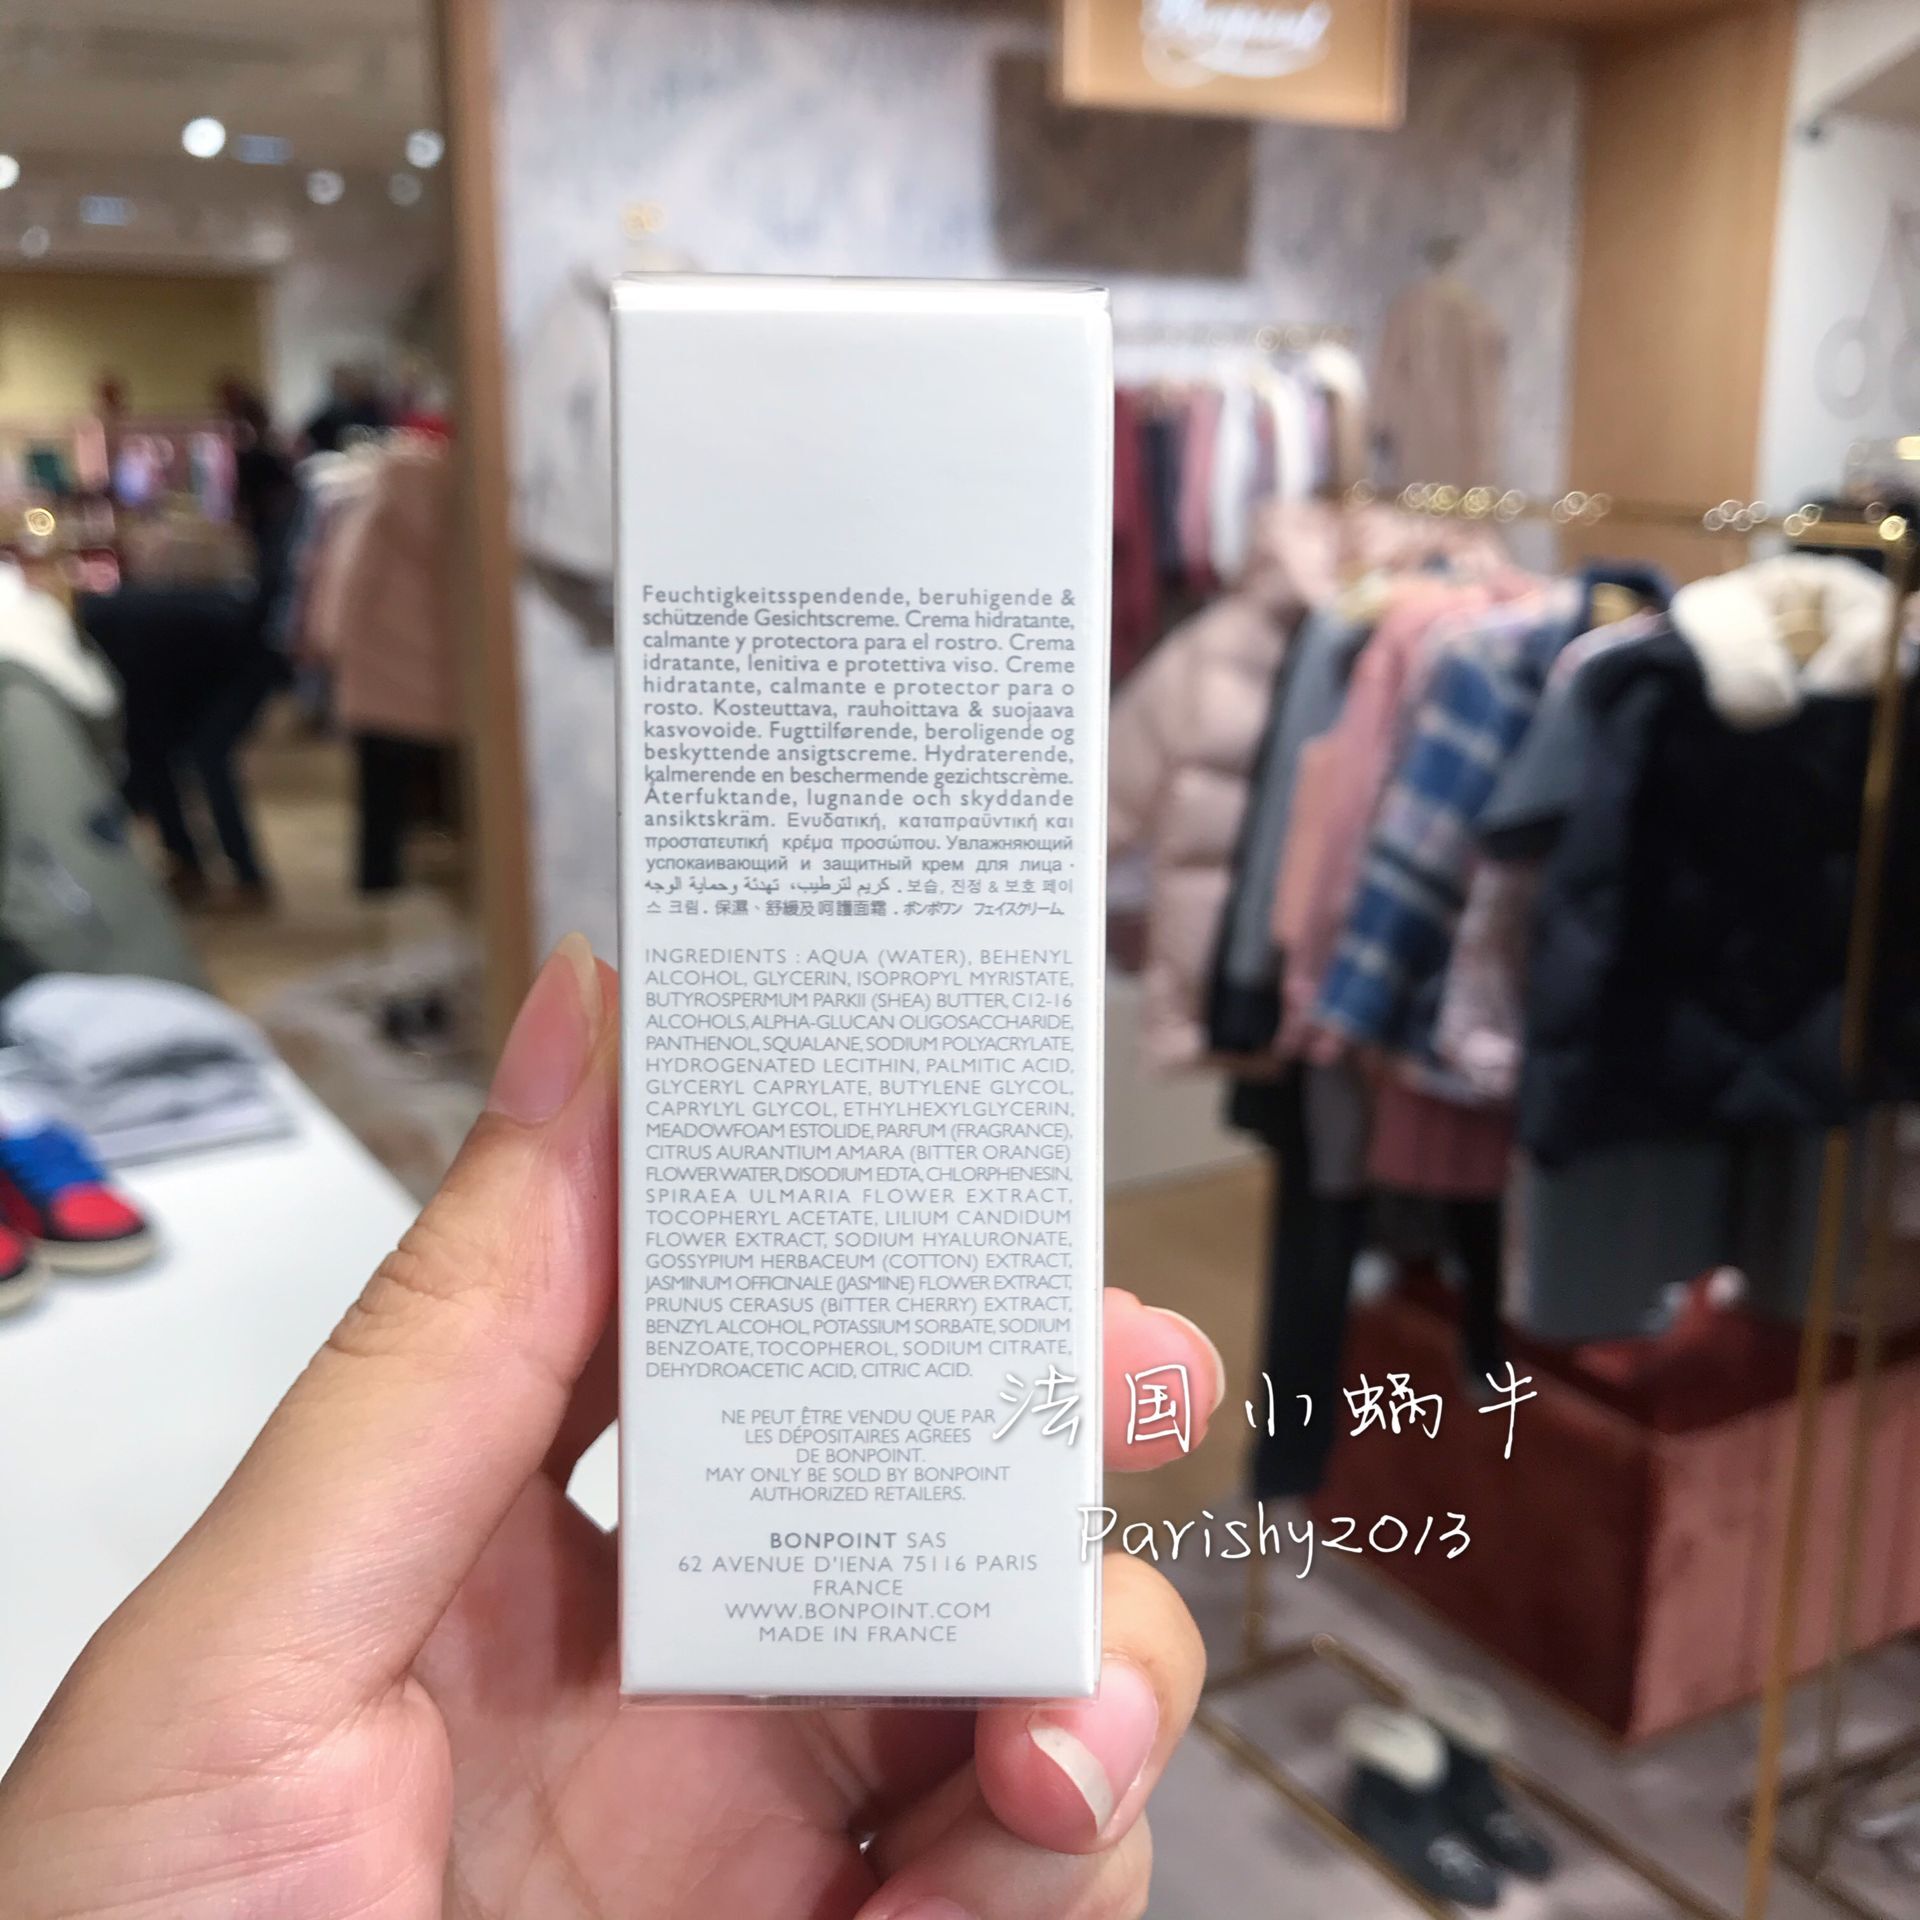 Feuchtigkeitsspendende, beruhigende &
schützende Gesichtscreme. Crema hidratante,
calmante y protectora para el rostro. Crema
idratante, lenitiva e protettiva viso. Creme
hidratante, calmante e protector para o
rosto. Kosteuttava, rauhoittava & suojaava
kasvovoide. Fugttilførende, beroligende og
beskyttende ansigtscreme. Hydraterende,
kalmerende en beschermende gezichtscrème.
Återfuktande, lugnande och skyddande
ansiktskräm. Ενυδατική, καταπραϋντική και
προστατευτική κρέμα προσώπου. Увлажняющий
успокаивающий и защитный крем для лица ·
كريم لترطيب، تهدئة وحماية الوجه . 보습, 진정 & 보호 페이
스 크림 . 保濕、舒緩及呵護面霜 . ボンポワン フェイスクリーム
INGREDIENTS : AQUA (WATER), BEHENYL
ALCOHOL, GLYCERIN, ISOPROPYL MYRISTATE,
BUTYROSPERMUM PARKII (SHEA) BUTTER, C12-16
ALCOHOLS, ALPHA-GLUCAN OLIGOSACCHARIDE,
PANTHENOL, SQUALANE, SODIUM POLYACRYLATE,
HYDROGENATED LECITHIN, PALMITIC ACID,
GLYCERYL CAPRYLATE, BUTYLENE GLYCOL,
CAPRYLYL GLYCOL, ETHYLHEXYLGLYCERIN,
MEADOWFOAM ESTOLIDE, PARFUM (FRAGRANCE),
CITRUS AURANTIUM AMARA (BITTER ORANGE)
FLOWER WATER, DISODIUM EDTA, CHLORPHENESIN,
SPIRAEA ULMARIA FLOWER EXTRACT,
TOCOPHERYL ACETATE, LILIUM CANDIDUM
FLOWER EXTRACT, SODIUM HYALURONATE,
GOSSYPIUM HERBACEUM (COTTON) EXTRACT,
JASMINUM OFFICINALE (JASMINE) FLOWER EXTRACT,
PRUNUS CERASUS (BITTER CHERRY) EXTRACT,
BENZYL ALCOHOL, POTASSIUM SORBATE, SODIUM
BENZOATE, TOCOPHEROL, SODIUM CITRATE,
DEHYDROACETIC ACID, CITRIC ACID.
NE PEUT ÊTRE VENDU QUE PAR
LES DÉPOSITAIRES AGREES
DE BONPOINT.
MAY ONLY BE SOLD BY BONPOINT
AUTHORIZED RETAILERS.
BONPOINT SAS
62 AVENUE D'IENA 75116 PARIS
FRANCE
WWW.BONPOINT.COM
MADE IN FRANCE
法国小蜗牛
Parishy2013